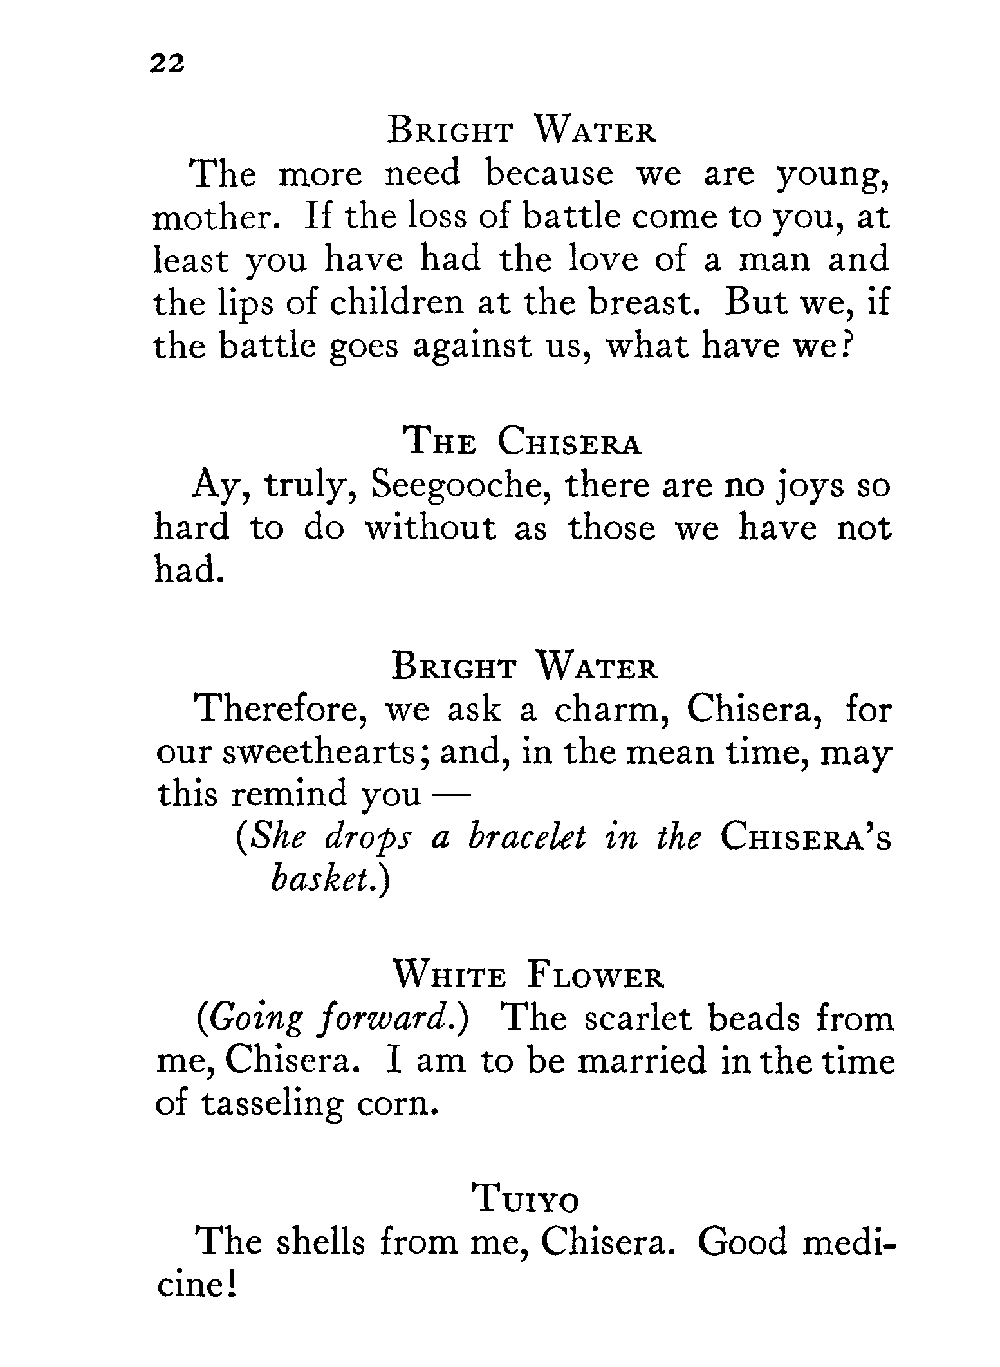 22
Bright Water
The more need because we are young,
mother. If the loss of battle come to you, at
least you have had the love of a man and
the lips of children at the breast. But we, if
the battle goes against us, what have we?
The Chisera
Ay, truly, Seegooche, there are no joys so
hard to do without as those we have not
had.
Bright Water
Therefore, we ask a charm, Chisera, for
our sweethearts; and, in the mean time, may
this remind you —
(She drops a bracelet in the Chisera's
basket.)
White Flower
(Going forward.) The scarlet beads from
me, Chisera. I am to be married in the time
of tasseling corn.
Tuiyo
The shells from me, Chisera. Good medi-
cine!